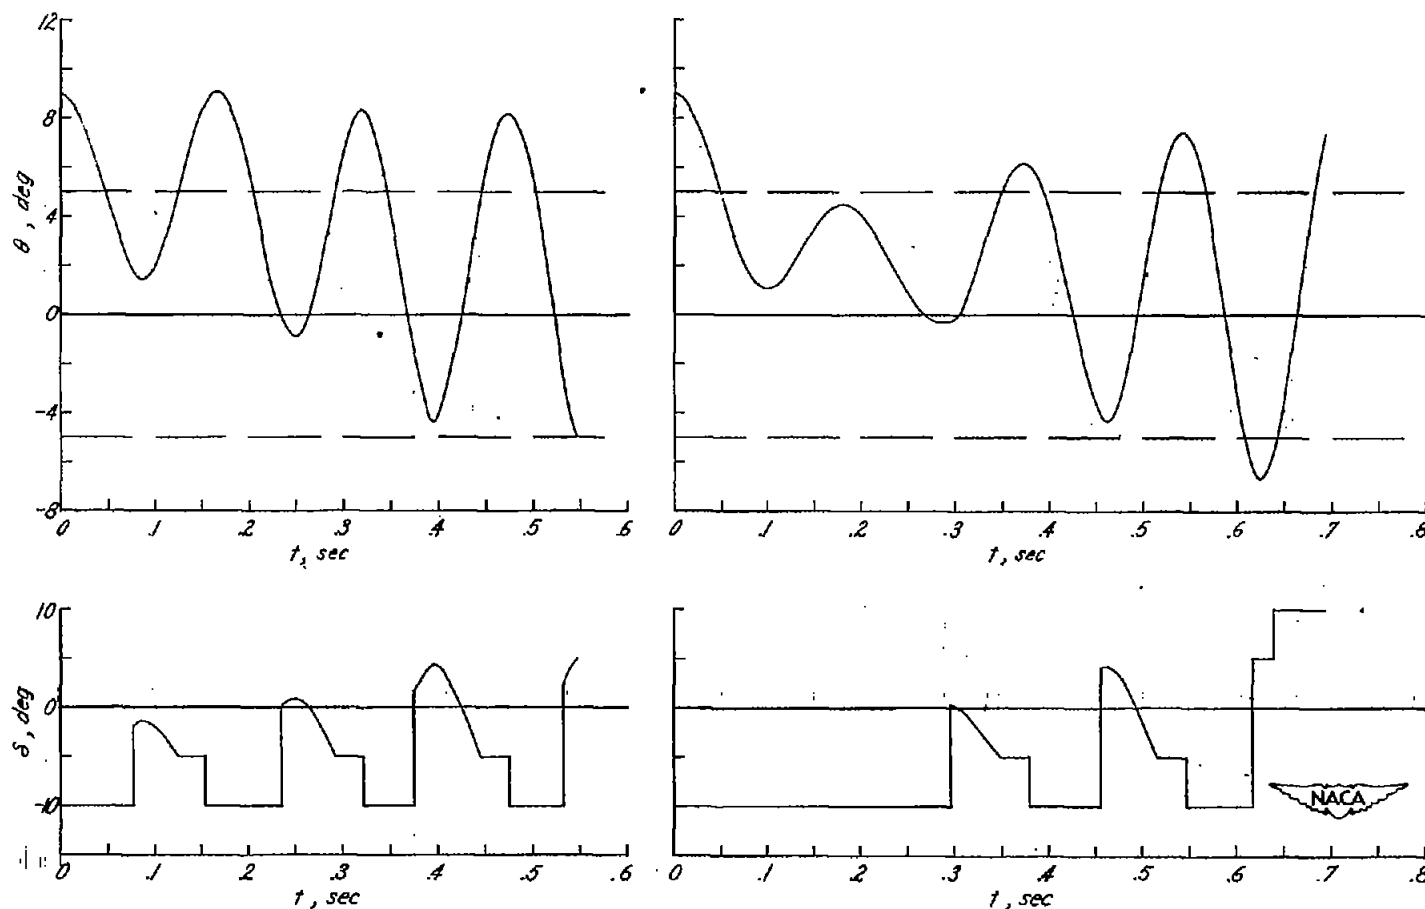 12
8
4
0
-4
-8
θ, deg
0 .1 .2 .3 .4 .5 .6
t, sec
0 .1 .2 .3 .4 .5 .6 .7 .8
t, sec
10
0
-10
δ, deg
0 .1 .2 .3 .4 .5 .6
t, sec
0 .1 .2 .3 .4 .5 .6 .7 .8
t, sec
NACA